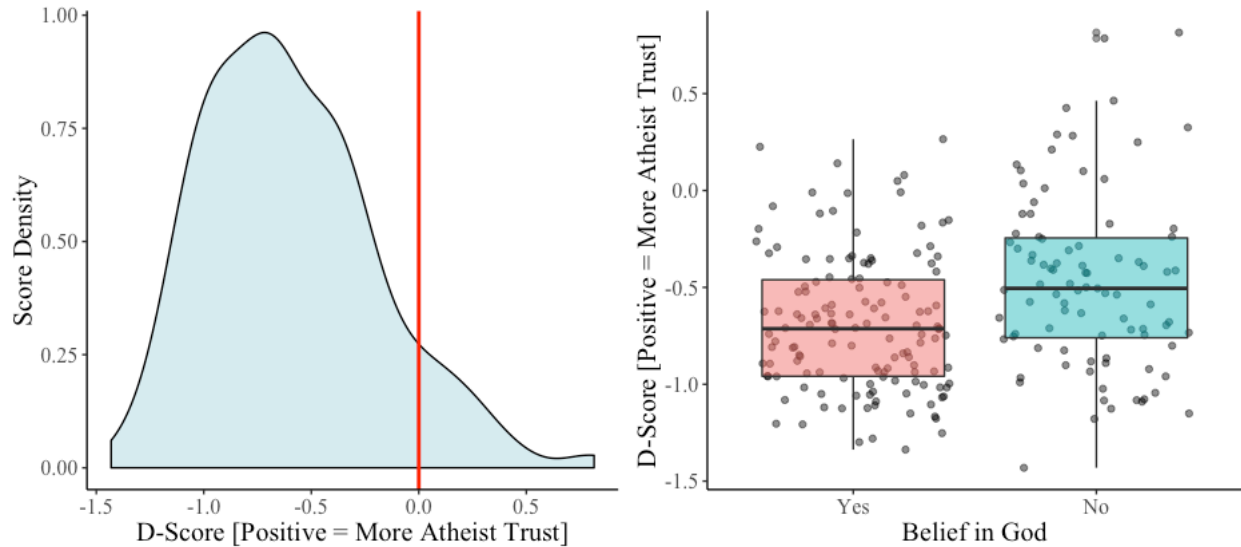 1.00
0.75
0.50
0.25
0.00
Score Density
-1.5
-1.0
-0.5
0.0
0.5
D-Score [Positive = More Atheist Trust]
D-Score [Positive = More Atheist Trust]
0.5
0.0
-0.5
-1.0
-1.5
Yes
No
Belief in God